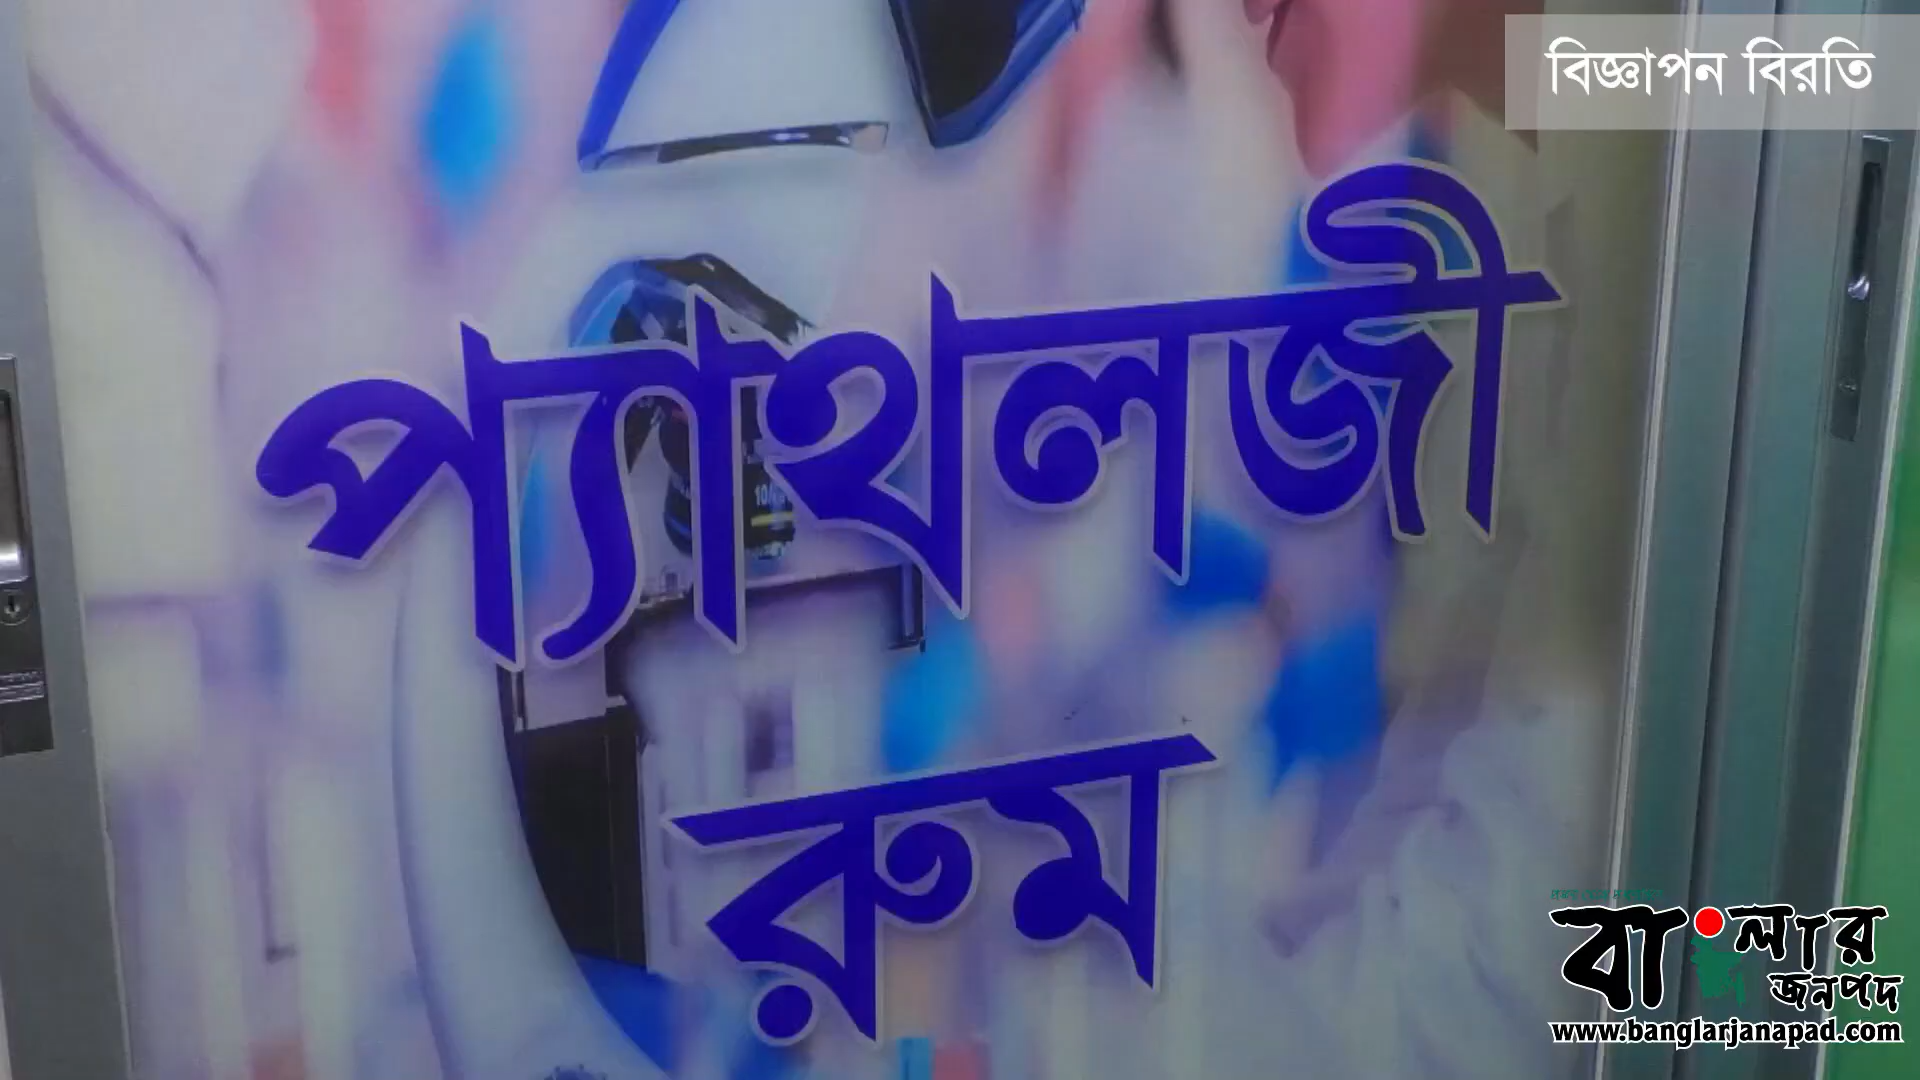 বিজ্ঞাপন বিরতি
প্যাথলজী
রুম
বাংলার
জনপদ
www.banglarjanapad.com